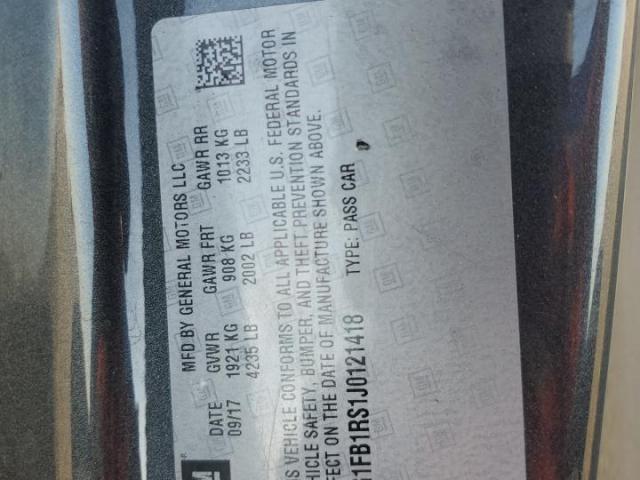 GM
MFD BY GENERAL MOTORS LLC
DATE GVWR GAWR FRT GAWR RR
09/17 1921 KG 908 KG 1013 KG
4235 LB 2002 LB 2233 LB
S VEHICLE CONFORMS TO ALL APPLICABLE U.S. FEDERAL MOTOR
HICLE SAFETY, BUMPER, AND THEFT PREVENTION STANDARDS IN
FECT ON THE DATE OF MANUFACTURE SHOWN ABOVE.
G1FB1RS1J0121418 TYPE: PASS CAR